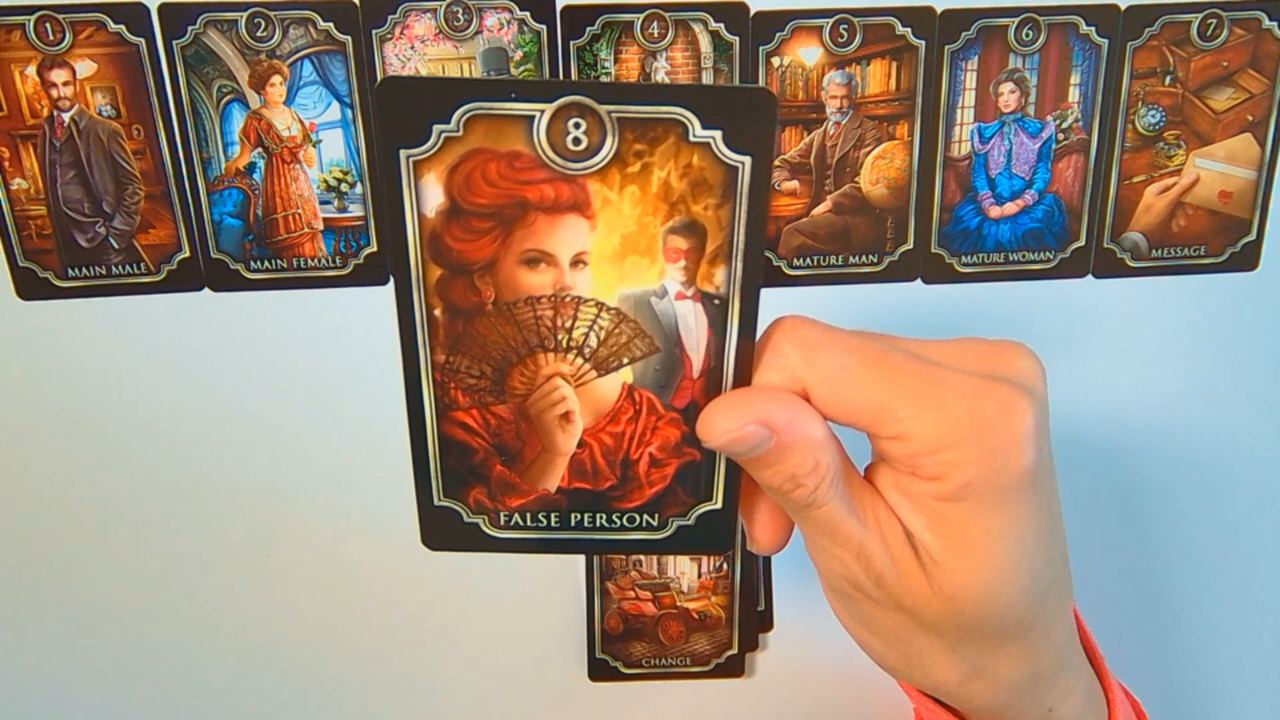 1
2
3
4
5
6
7
MAIN MALE
MAIN FEMALE
MATURE MAN
MATURE WOMAN
MESSAGE
8
FALSE PERSON
CHANGE